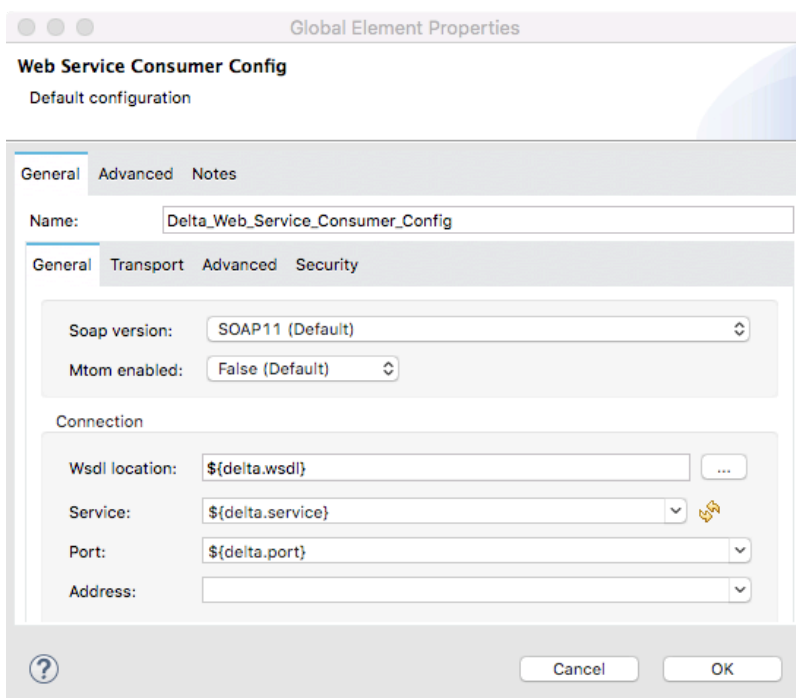 Global Element Properties
Web Service Consumer Config
Default configuration
General Advanced Notes
Name: Delta_Web_Service_Consumer_Config
General Transport Advanced Security
Soap version: SOAP11 (Default)
Mtom enabled: False (Default)
Connection
Wsdl location: ${delta.wsdl} ...
Service: ${delta.service}
Port: ${delta.port}
Address:
? Cancel OK